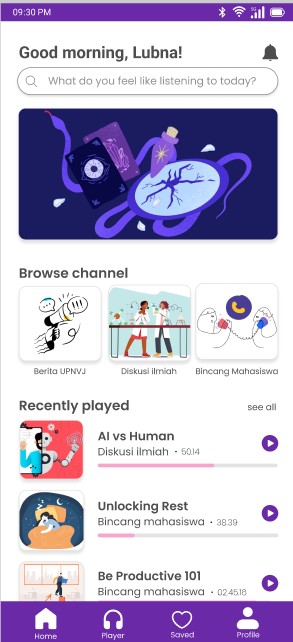 09:30 PM
5G
Good morning, Lubna!
What do you feel like listening to today?
Browse channel
Berita UPNVJ
Diskusi ilmiah
Bincang Mahasiswa
Recently played
see all
AI vs Human
Diskusi ilmiah • 50.14
Unlocking Rest
Bincang mahasiswa • 38.39
Be Productive 101
Bincang mahasiswa • 02.45.16
Home
Player
Saved
Profile